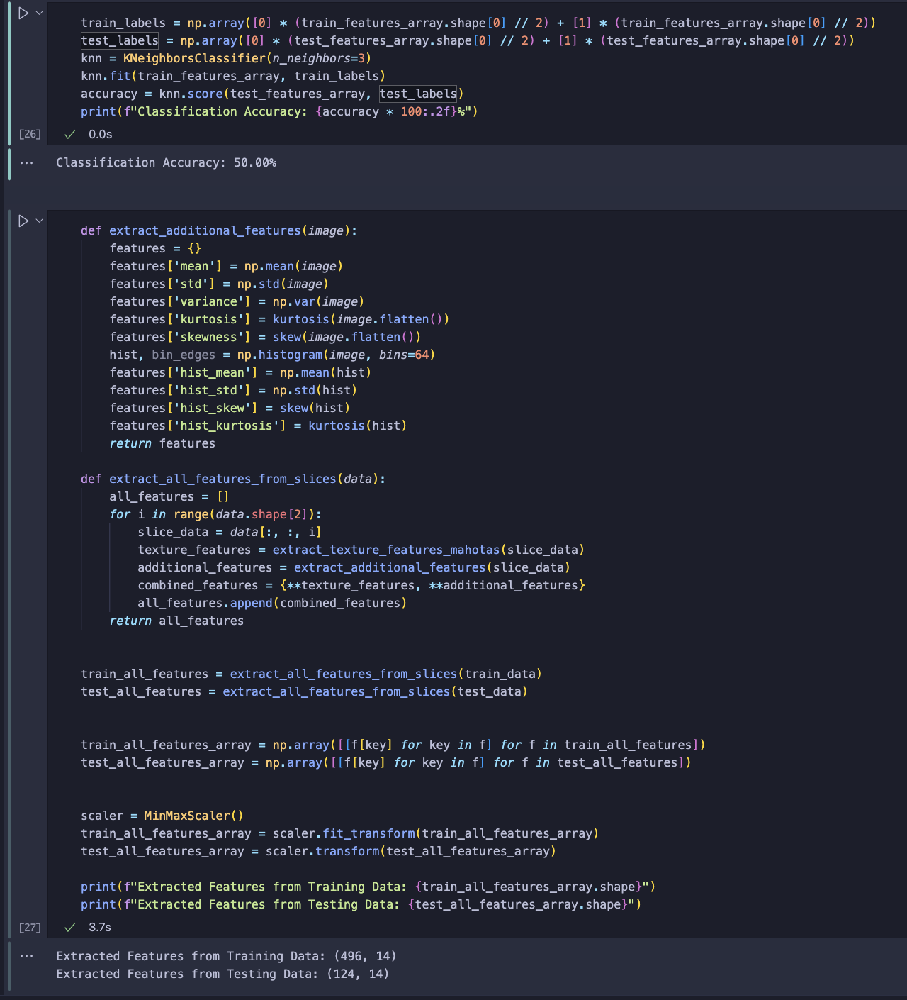 train_labels = np.array([0] * (train_features_array.shape[0] // 2) + [1] * (train_features_array.shape[0] // 2))
test_labels = np.array([0] * (test_features_array.shape[0] // 2) + [1] * (test_features_array.shape[0] // 2))
knn = KNeighborsClassifier(n_neighbors=3)
knn.fit(train_features_array, train_labels)
accuracy = knn.score(test_features_array, test_labels)
print(f"Classification Accuracy: {accuracy * 100:.2f}%")
[26] ✓ 0.0s
... Classification Accuracy: 50.00%
def extract_additional_features(image):
    features = {}
    features['mean'] = np.mean(image)
    features['std'] = np.std(image)
    features['variance'] = np.var(image)
    features['kurtosis'] = kurtosis(image.flatten())
    features['skewness'] = skew(image.flatten())
    hist, bin_edges = np.histogram(image, bins=64)
    features['hist_mean'] = np.mean(hist)
    features['hist_std'] = np.std(hist)
    features['hist_skew'] = skew(hist)
    features['hist_kurtosis'] = kurtosis(hist)
    return features
def extract_all_features_from_slices(data):
    all_features = []
    for i in range(data.shape[2]):
        slice_data = data[:, :, i]
        texture_features = extract_texture_features_mahotas(slice_data)
        additional_features = extract_additional_features(slice_data)
        combined_features = {**texture_features, **additional_features}
        all_features.append(combined_features)
    return all_features
train_all_features = extract_all_features_from_slices(train_data)
test_all_features = extract_all_features_from_slices(test_data)
train_all_features_array = np.array([[f[key] for key in f] for f in train_all_features])
test_all_features_array = np.array([[f[key] for key in f] for f in test_all_features])
scaler = MinMaxScaler()
train_all_features_array = scaler.fit_transform(train_all_features_array)
test_all_features_array = scaler.transform(test_all_features_array)
print(f"Extracted Features from Training Data: {train_all_features_array.shape}")
print(f"Extracted Features from Testing Data: {test_all_features_array.shape}")
[27] ✓ 3.7s
... Extracted Features from Training Data: (496, 14)
Extracted Features from Testing Data: (124, 14)